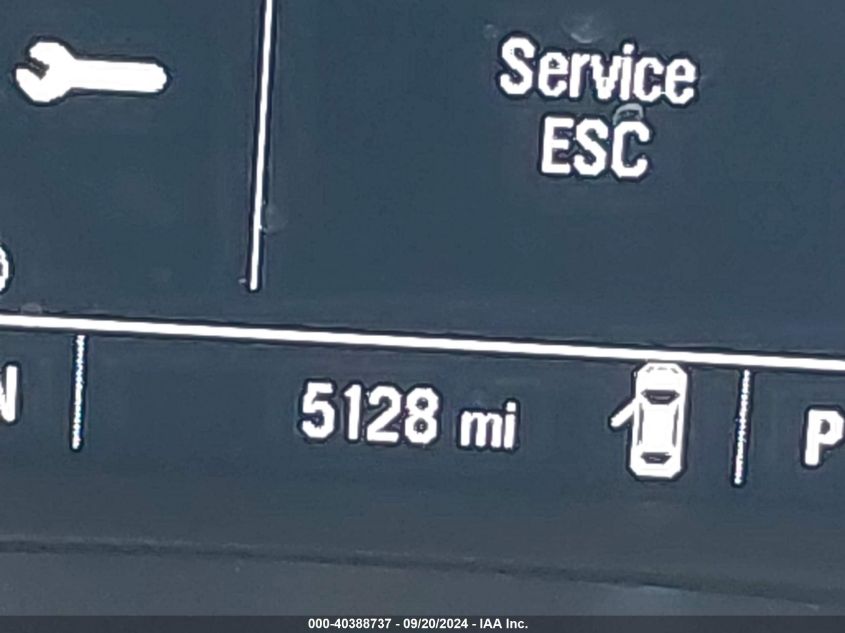 Service
ESC
N
5128 mi
P
000-40388737 - 09/20/2024 - IAA Inc.